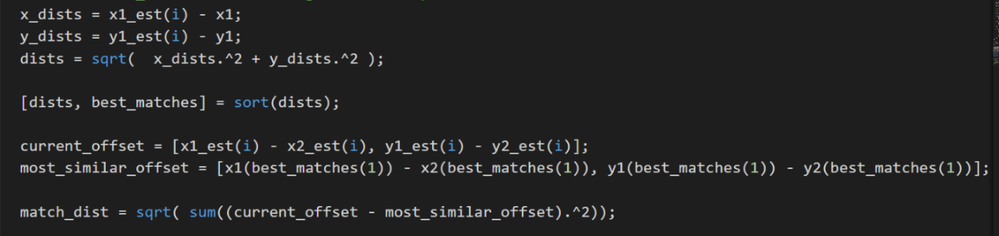 x_dists = x1_est(i) - x1;
y_dists = y1_est(i) - y1;
dists = sqrt(  x_dists.^2 + y_dists.^2 );
[dists, best_matches] = sort(dists);
current_offset = [x1_est(i) - x2_est(i), y1_est(i) - y2_est(i)];
most_similar_offset = [x1(best_matches(1)) - x2(best_matches(1)), y1(best_matches(1)) - y2(best_matches(1))];
match_dist = sqrt( sum((current_offset - most_similar_offset).^2));